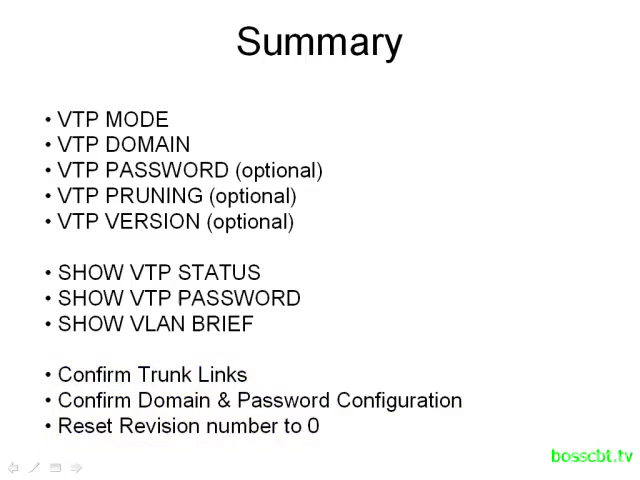 Summary
• VTP MODE
• VTP DOMAIN
• VTP PASSWORD (optional)
• VTP PRUNING (optional)
• VTP VERSION (optional)
• SHOW VTP STATUS
• SHOW VTP PASSWORD
• SHOW VLAN BRIEF
• Confirm Trunk Links
• Confirm Domain & Password Configuration
• Reset Revision number to 0
bosscbt.tv